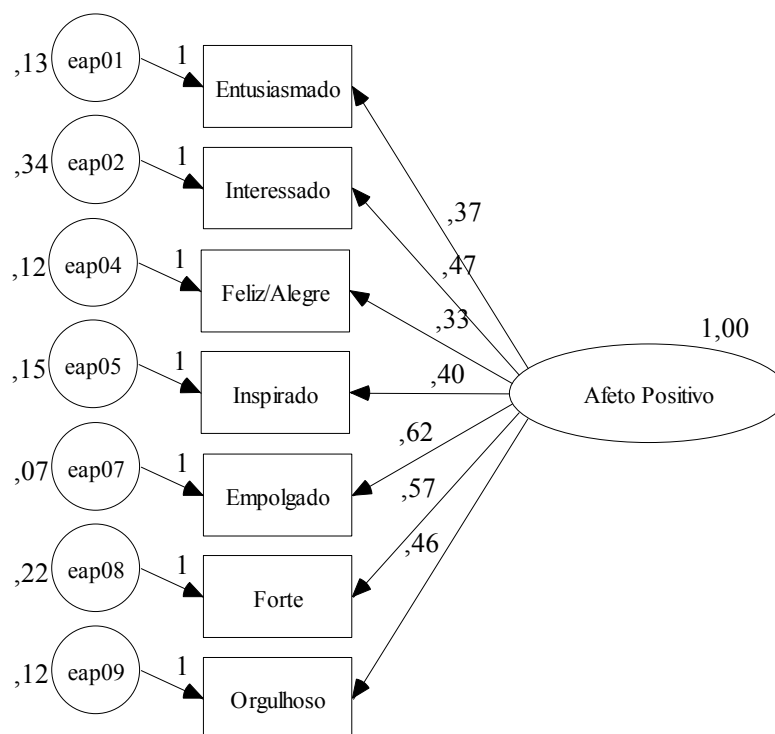 ,13 eap01 1 Entusiasmado
,34 eap02 1 Interessado
,12 eap04 1 Feliz/Alegre
,15 eap05 1 Inspirado
,07 eap07 1 Empolgado
,22 eap08 1 Forte
,12 eap09 1 Orgulhoso
,37
,47
,33
,40
,62
,57
,46
1,00
Afeto Positivo